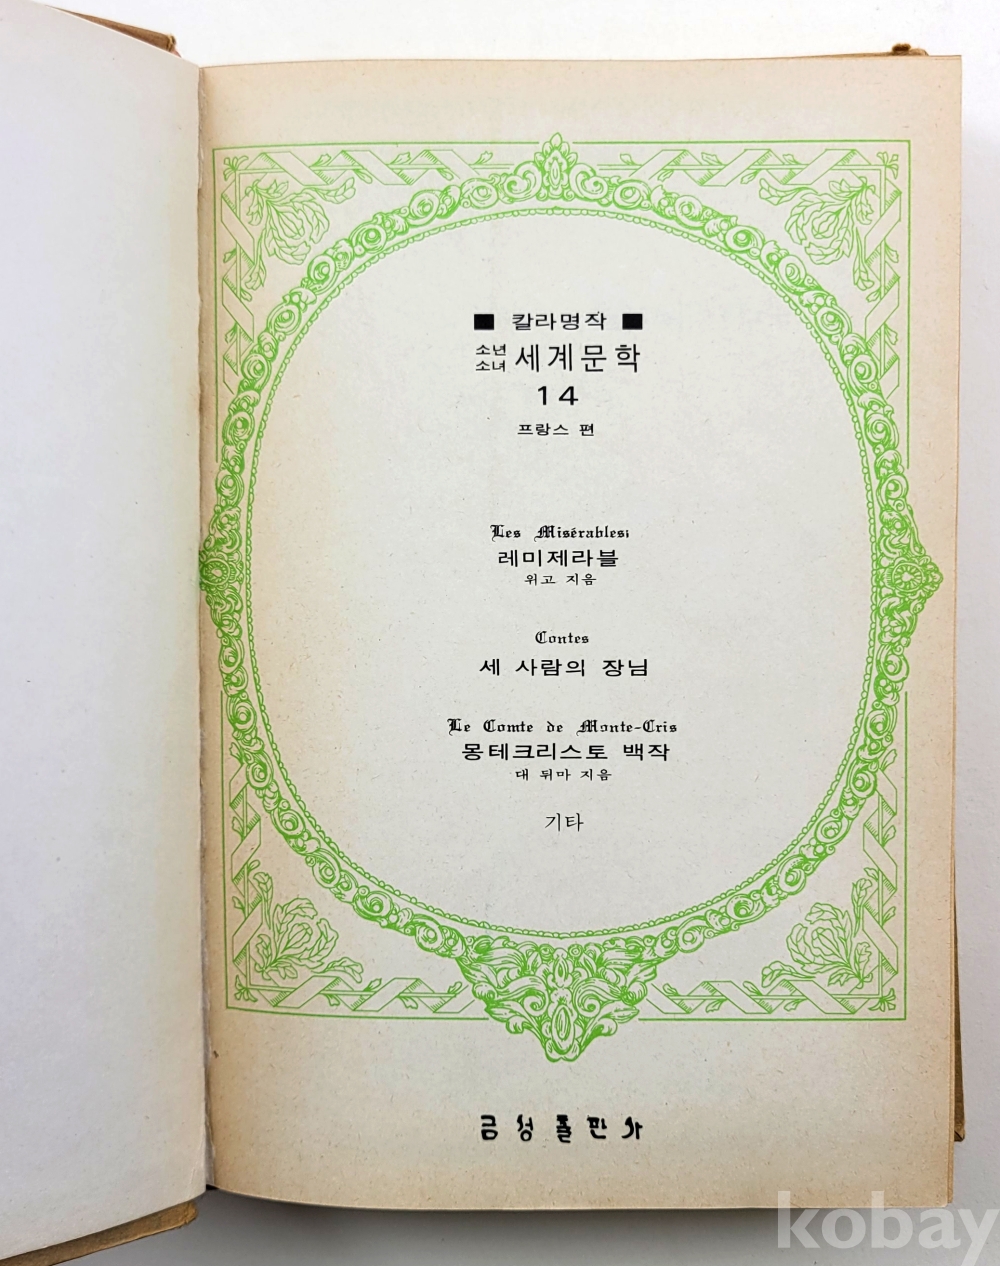 ■ 칼라명작 ■
소년
소녀 세계문학
14
프랑스 편
Les Misérables;
레미제라블
위고 지음
Contes
세 사람의 장님
Le Comte de Monte-Cris
몽테크리스토 백작
대 뒤마 지음
기타
금성출판사
kobay